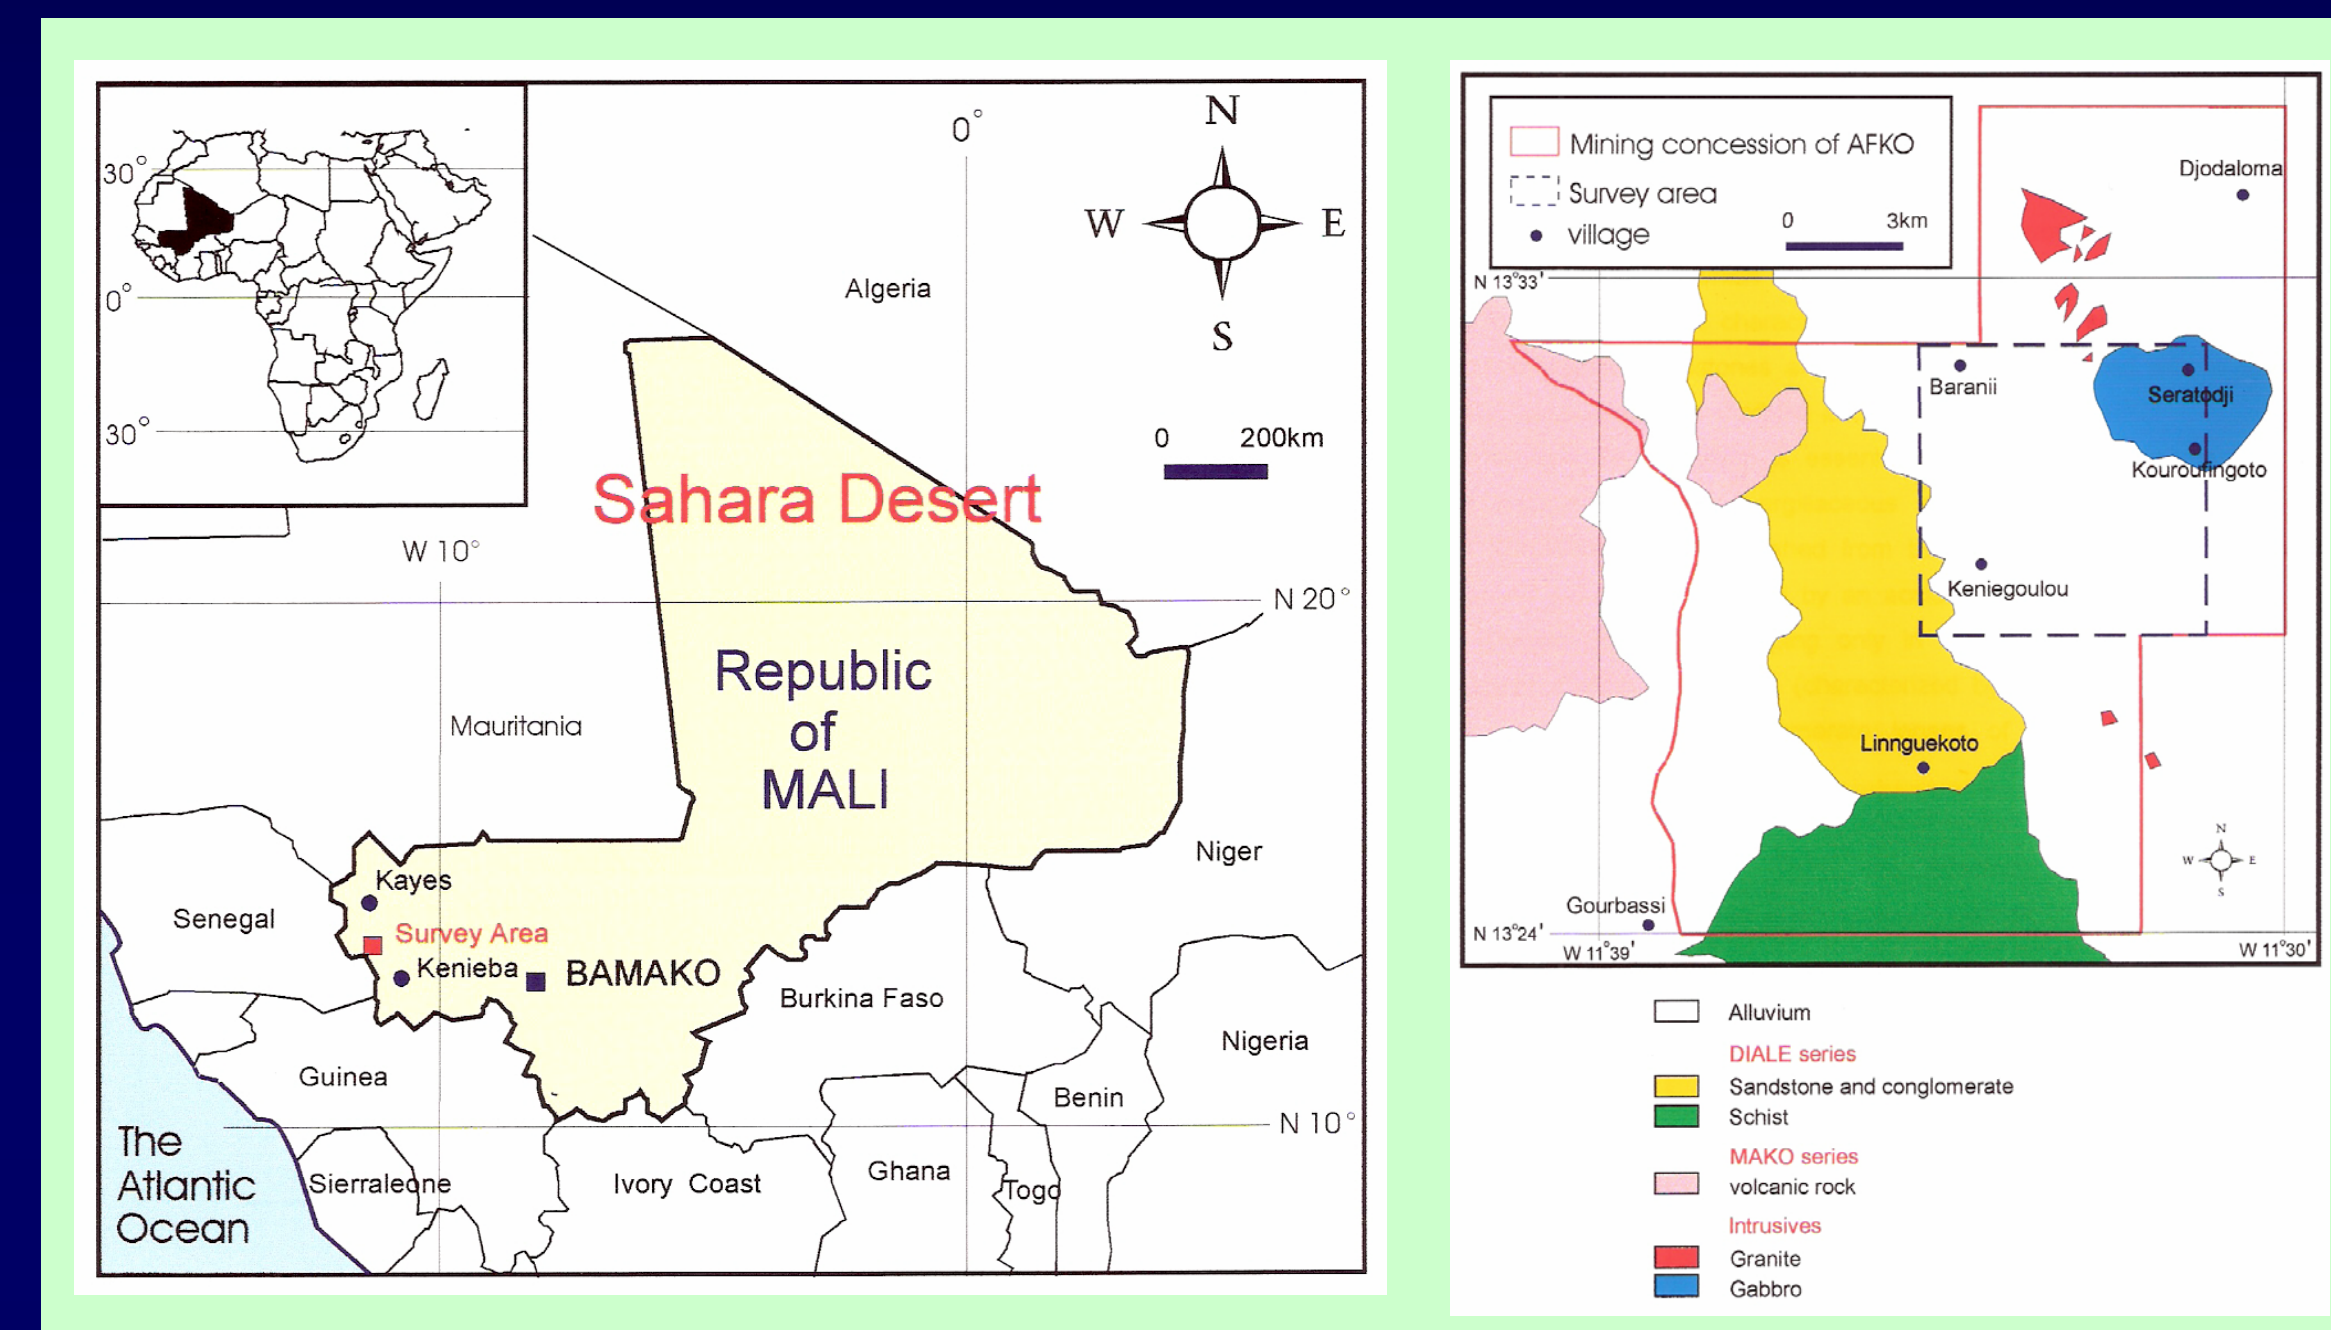 30°
0°
30°
0°
N
W
E
S
Algeria
0
200km
Sahara Desert
W 10°
N 20°
Republic
of
MALI
Mauritania
Niger
Kayes
Senegal
Survey Area
Kenieba
BAMAKO
Burkina Faso
Nigeria
Guinea
Benin
N 10°
The
Atlantic
Ocean
Sierraleone
Ivory Coast
Ghana
Togo
Mining concession of AFKO
Survey area
village
0
3km
Djodaloma
N 13°33'
Baranii
Seratodji
Kouroufingoto
Keniegoulou
Linnguekoto
N
W
E
S
Gourbassi
N 13°24'
W 11°39'
W 11°30'
Alluvium
DIALE series
Sandstone and conglomerate
Schist
MAKO series
volcanic rock
Intrusives
Granite
Gabbro